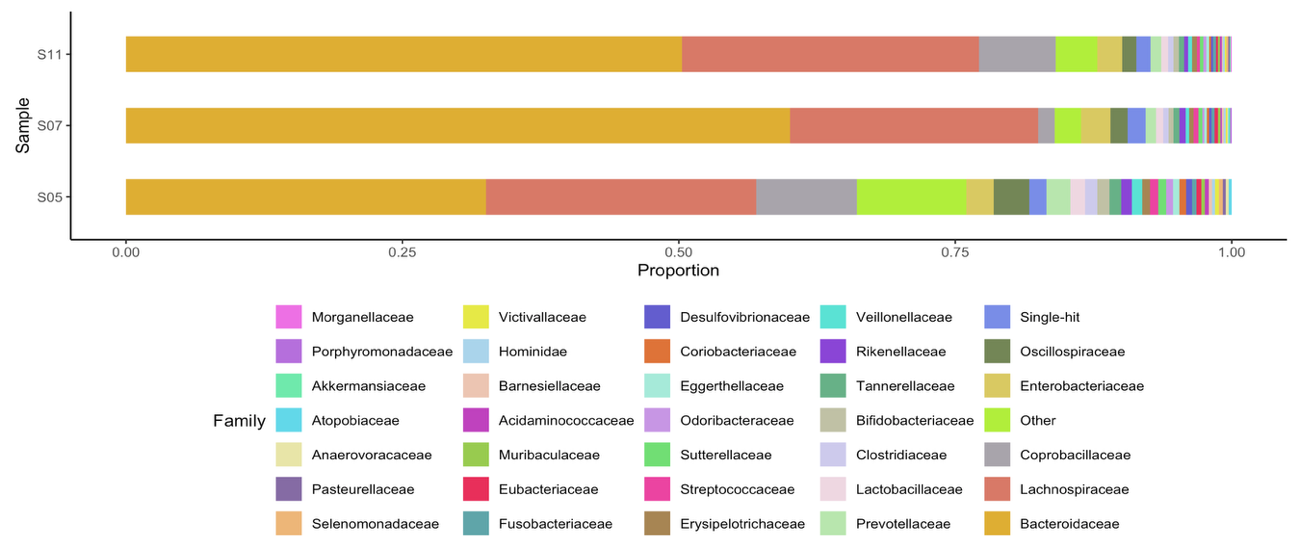 S11
S07
S05
Sample
0.00 0.25 0.50 0.75 1.00
Proportion
Family
Morganellaceae Victivallaceae Desulfovibrionaceae Veillonellaceae Single-hit
Porphyromonadaceae Hominidae Coriobacteriaceae Rikenellaceae Oscillospiraceae
Akkermansiaceae Barnesiellaceae Eggerthellaceae Tannerellaceae Enterobacteriaceae
Atopobiaceae Acidaminococcaceae Odoribacteraceae Bifidobacteriaceae Other
Anaerovoracaceae Muribaculaceae Sutterellaceae Clostridiaceae Coprobacillaceae
Pasteurellaceae Eubacteriaceae Streptococcaceae Lactobacillaceae Lachnospiraceae
Selenomonadaceae Fusobacteriaceae Erysipelotrichaceae Prevotellaceae Bacteroidaceae